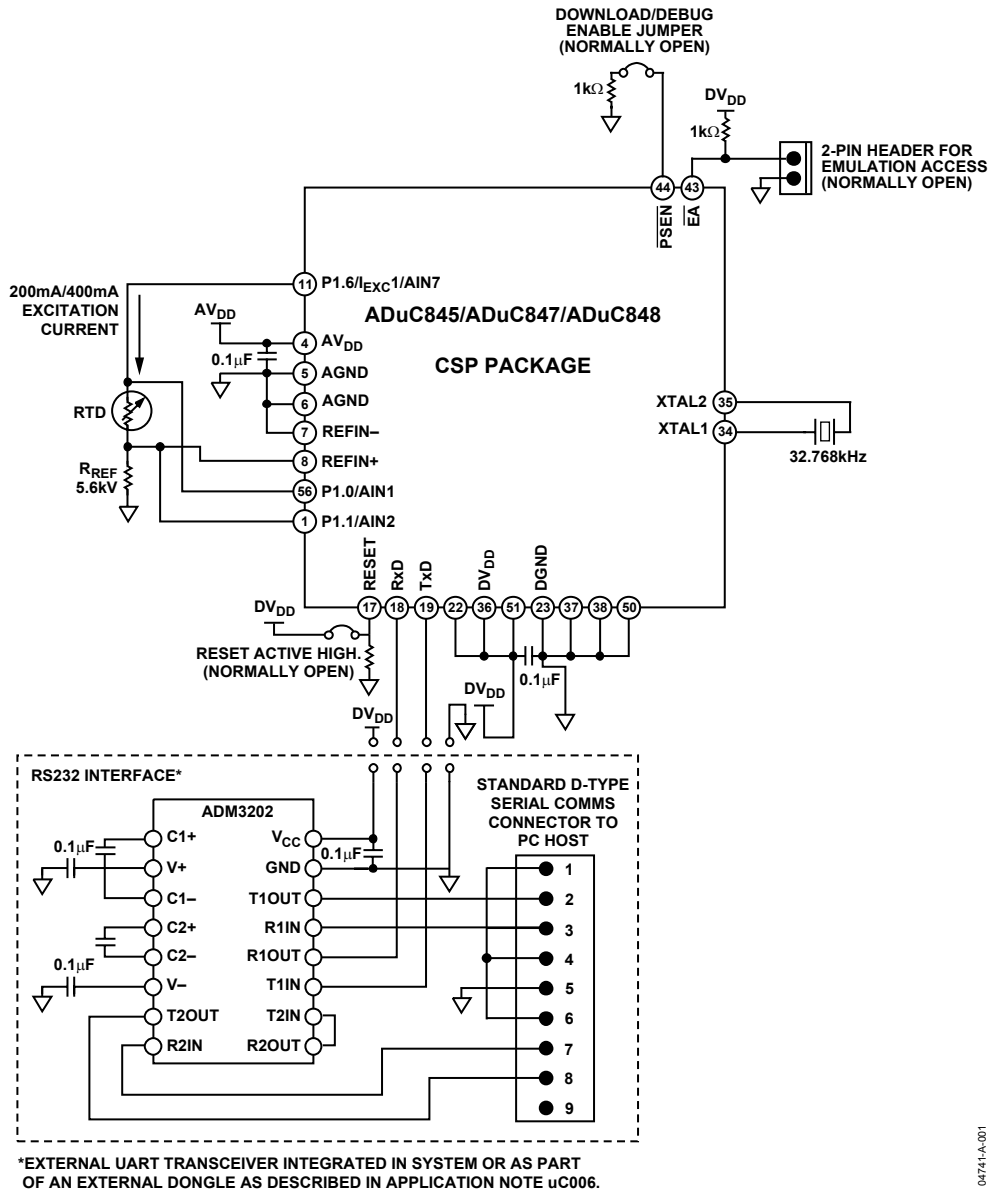 DOWNLOAD/DEBUG
ENABLE JUMPER
(NORMALLY OPEN)
1kΩ
DVDD
1kΩ
2-PIN HEADER FOR
EMULATION ACCESS
(NORMALLY OPEN)
44
43
PSEN
EA
200mA/400mA
EXCITATION
CURRENT
11 P1.6/IEXC1/AIN7
ADuC845/ADuC847/ADuC848
CSP PACKAGE
AVDD
4 AVDD
0.1µF
5 AGND
6 AGND
7 REFIN–
8 REFIN+
56 P1.0/AIN1
1 P1.1/AIN2
RTD
RREF
5.6kV
XTAL2 35
XTAL1 34
32.768kHz
RESET
RxD
TxD
DVDD
DGND
17 18 19 22 36 51 23 37 38 50
DVDD
RESET ACTIVE HIGH.
(NORMALLY OPEN)
0.1µF
DVDD
DVDD
RS232 INTERFACE*
STANDARD D-TYPE
SERIAL COMMS
CONNECTOR TO
PC HOST
ADM3202
C1+
V+
C1–
C2+
C2–
V–
T2OUT
R2IN
VCC
GND
T1OUT
R1IN
R1OUT
T1IN
T2IN
R2OUT
0.1µF
0.1µF
0.1µF
1
2
3
4
5
6
7
8
9
*EXTERNAL UART TRANSCEIVER INTEGRATED IN SYSTEM OR AS PART
OF AN EXTERNAL DONGLE AS DESCRIBED IN APPLICATION NOTE uC006.
04741-A-001